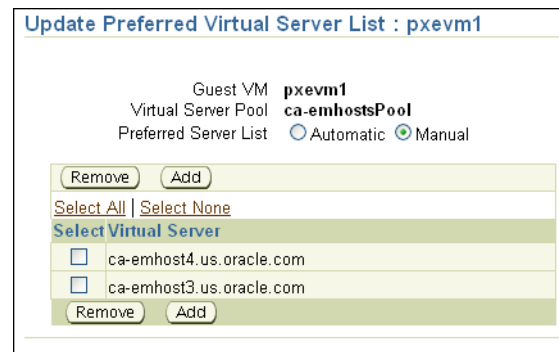 Update Preferred Virtual Server List : pxevm1
Guest VM pxevm1
Virtual Server Pool ca-emhostsPool
Preferred Server List Automatic Manual
Remove Add
Select All | Select None
Select Virtual Server
ca-emhost4.us.oracle.com
ca-emhost3.us.oracle.com
Remove Add